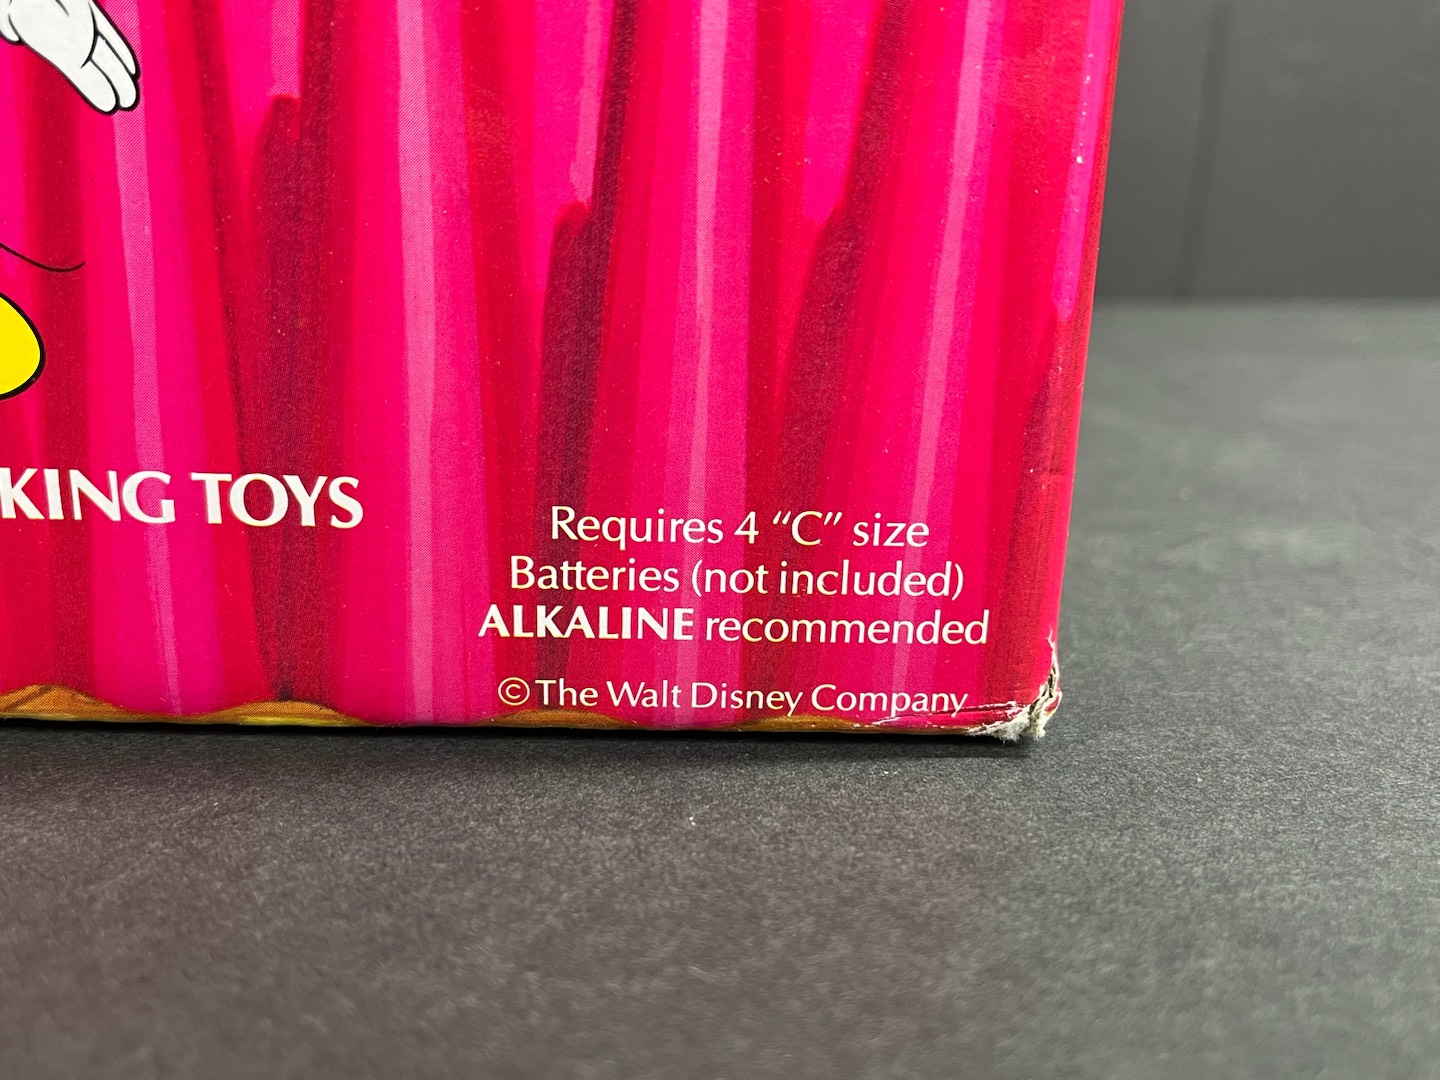 KING TOYS
Requires 4 “C” size
Batteries (not included)
ALKALINE recommended
© The Walt Disney Company